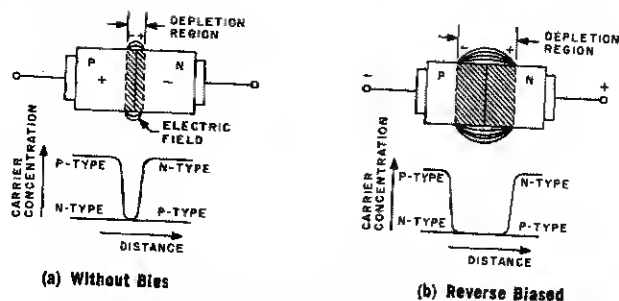 DEPLETION
REGION
- +
P
N
+
-
ELECTRIC
FIELD
CARRIER
CONCENTRATION
P-TYPE
N-TYPE
N-TYPE
P-TYPE
DISTANCE
(a) Without Bias
DEPLETION
REGION
- +
P
N
-
+
CARRIER
CONCENTRATION
P-TYPE
N-TYPE
N-TYPE
P-TYPE
DISTANCE
(b) Reverse Biased